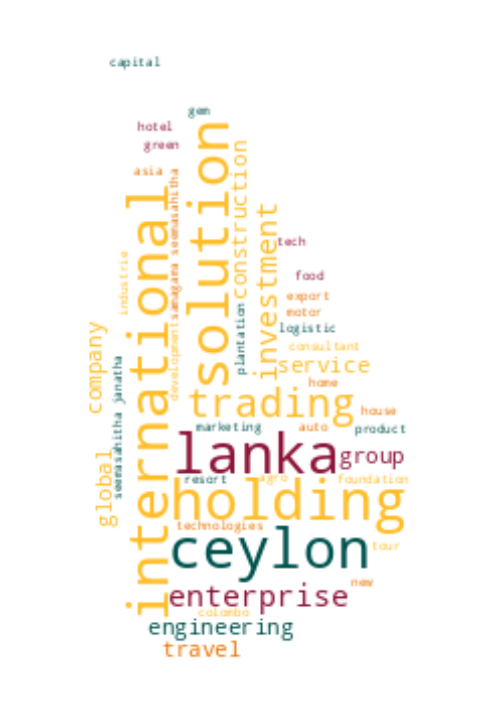 capital
gem
hotel
green
asia
samagama seemasahitha
solution
construction
international
investment
tech
industrie
food
export
motor
logistic
plantation
development
consultant
company
service
seemasahitha janatha
home
trading
house
marketing
auto
product
lanka
group
global
resort
agro
foundation
holding
technologies
ceylon
tour
new
enterprise
colombo
engineering
travel